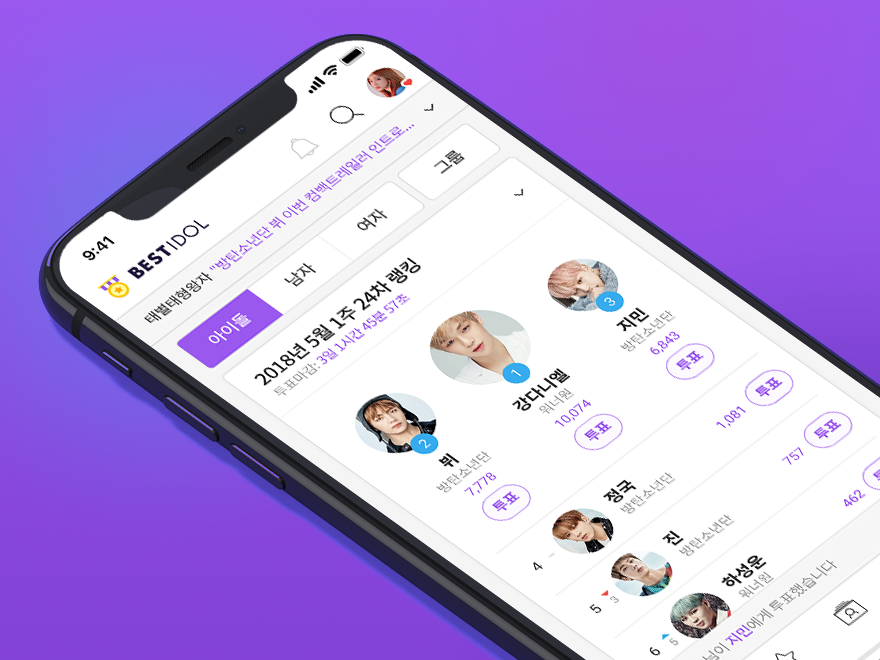 9:41
BESTIDOL
태별태형왕자 "방탄소년단 뷔 이번 컴백트레일러 인트로...
아이돌 남자 여자 그룹
2018년 5월 1주 24차 랭킹
투표마감: 3일 1시간 45분 57초
2
뷔
방탄소년단
7,778
투표
1
강다니엘
워너원
10,074
투표
3
지민
방탄소년단
6,843
투표
4 -
정국
방탄소년단
1,081
투표
5 3
진
방탄소년단
757
투표
6 5
하성운
워너원
462
님이 지민에게 투표했습니다